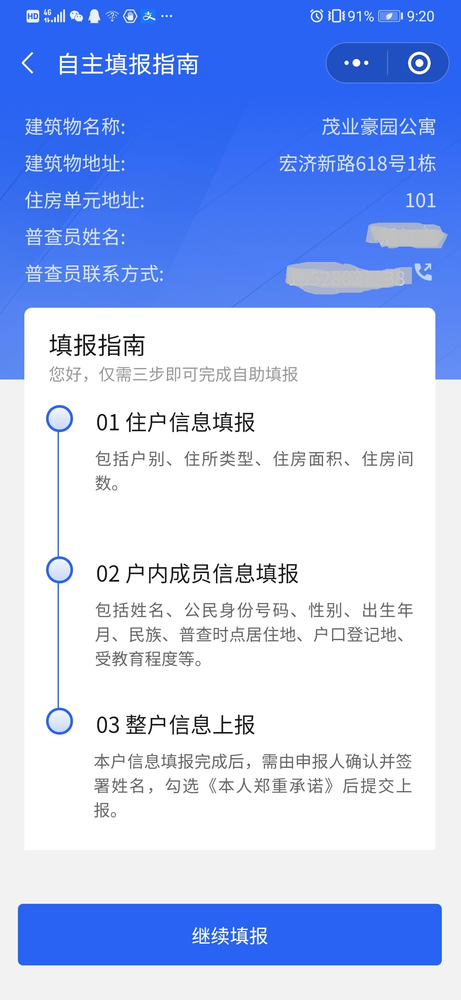 HD 4G 91% 9:20
自主填报指南
建筑物名称: 茂业豪园公寓
建筑物地址: 宏济新路618号1栋
住房单元地址: 101
普查员姓名:
普查员联系方式:
填报指南
您好，仅需三步即可完成自助填报
01 住户信息填报
包括户别、住所类型、住房面积、住房间
数。
02 户内成员信息填报
包括姓名、公民身份号码、性别、出生年
月、民族、普查时点居住地、户口登记地、
受教育程度等。
03 整户信息上报
本户信息填报完成后，需由申报人确认并签
署姓名，勾选《本人郑重承诺》后提交上
报。
继续填报